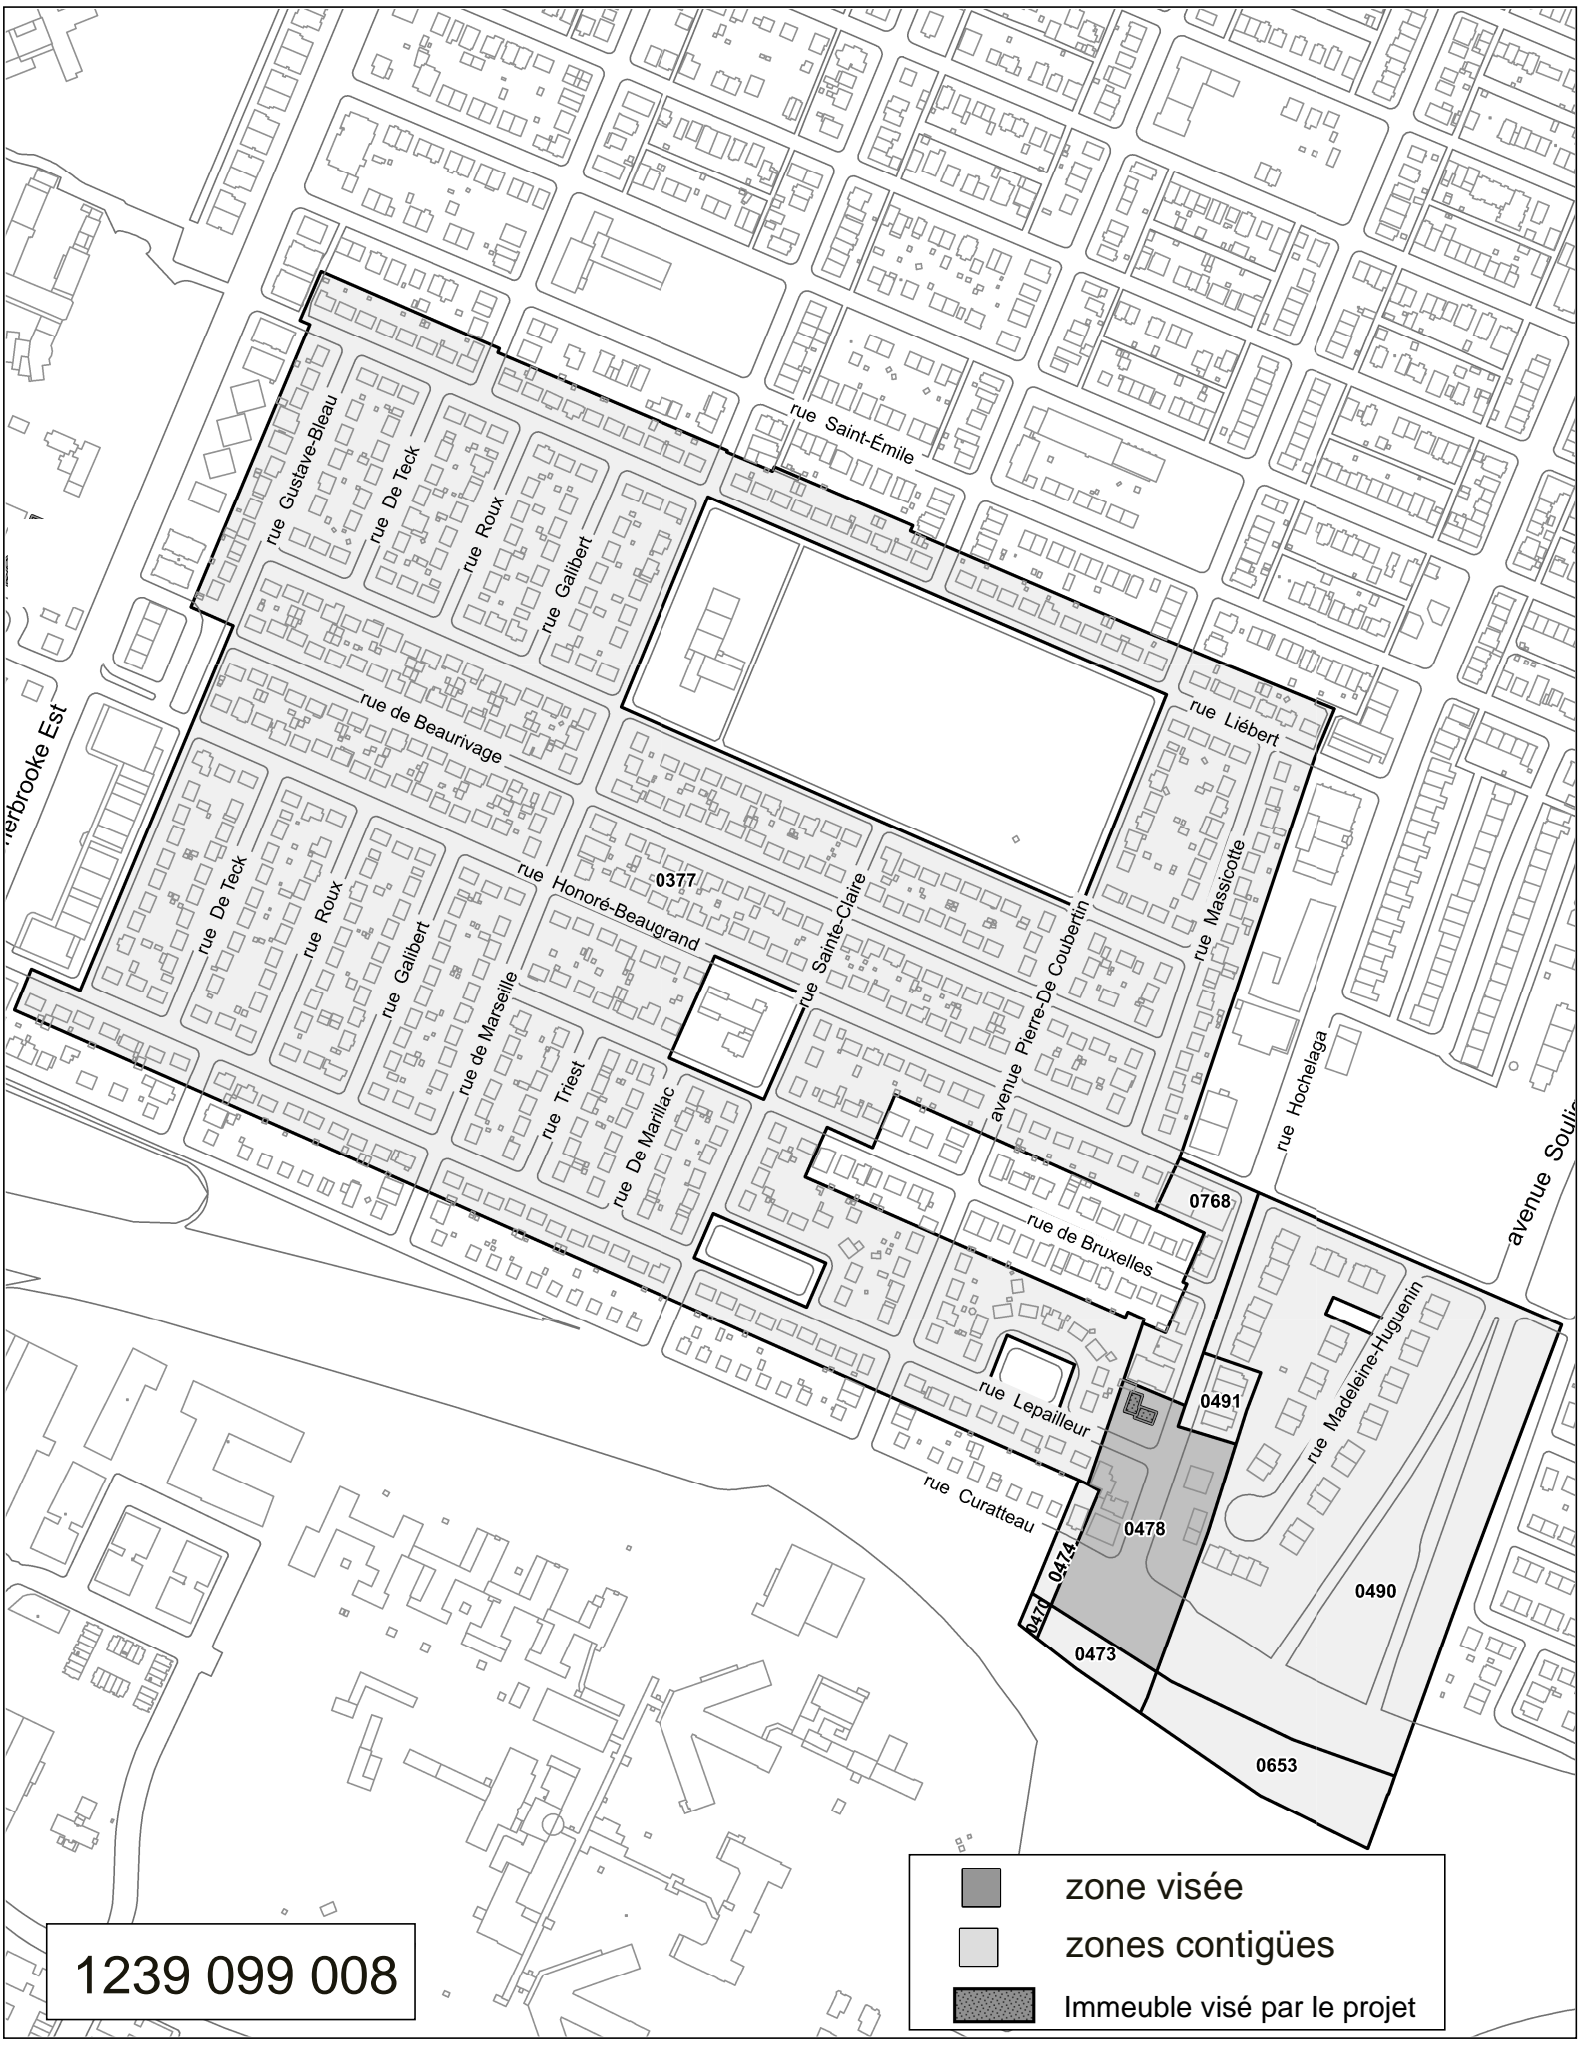 rue Saint-Émile
rue Gustave-Bleau
rue De Teck
rue Roux
rue Galibert
rue de Beaurivage
rue Liébert
rue Massicotte
rue De Teck
rue Roux
rue Galibert
rue de Marseille
rue Honoré-Beaugrand
0377
rue Sainte-Claire
avenue Pierre-De Coubertin
rue Triest
rue De Marillac
rue Hochelaga
avenue Soulig
herbrooke Est
0768
rue de Bruxelles
rue Madeleine-Huguenin
0491
rue Lepailleur
rue Curatteau
0478
0474
0470
0473
0490
0653
zone visée
zones contigües
Immeuble visé par le projet
1239 099 008